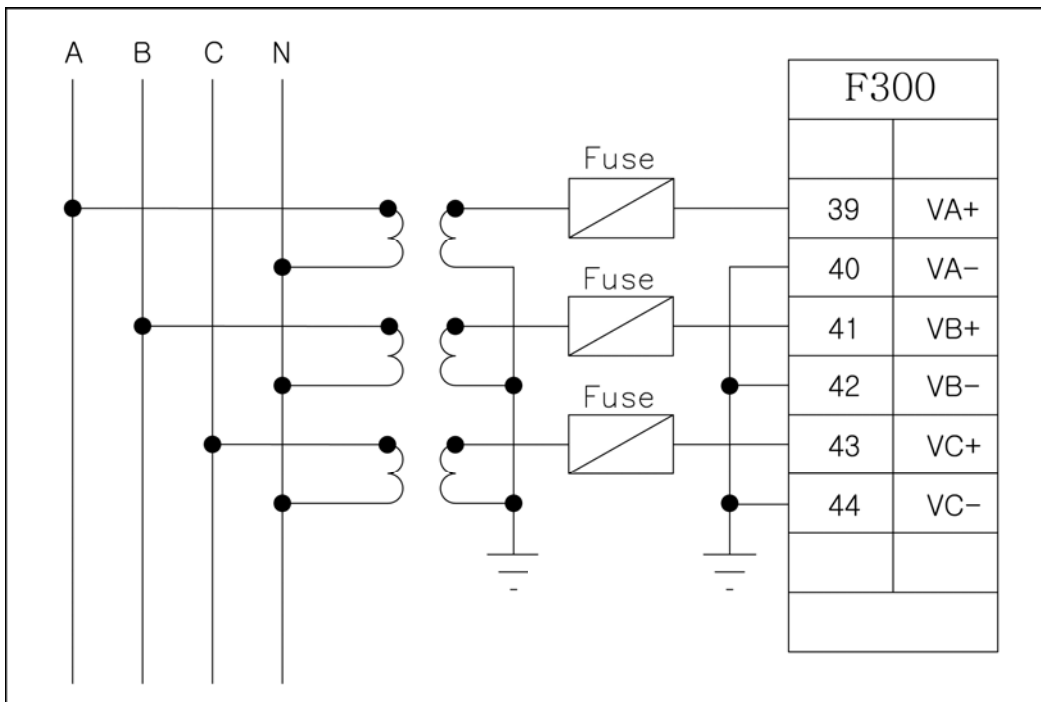 A B C N
F300
Fuse
39 VA+
40 VA-
Fuse
41 VB+
42 VB-
Fuse
43 VC+
44 VC-